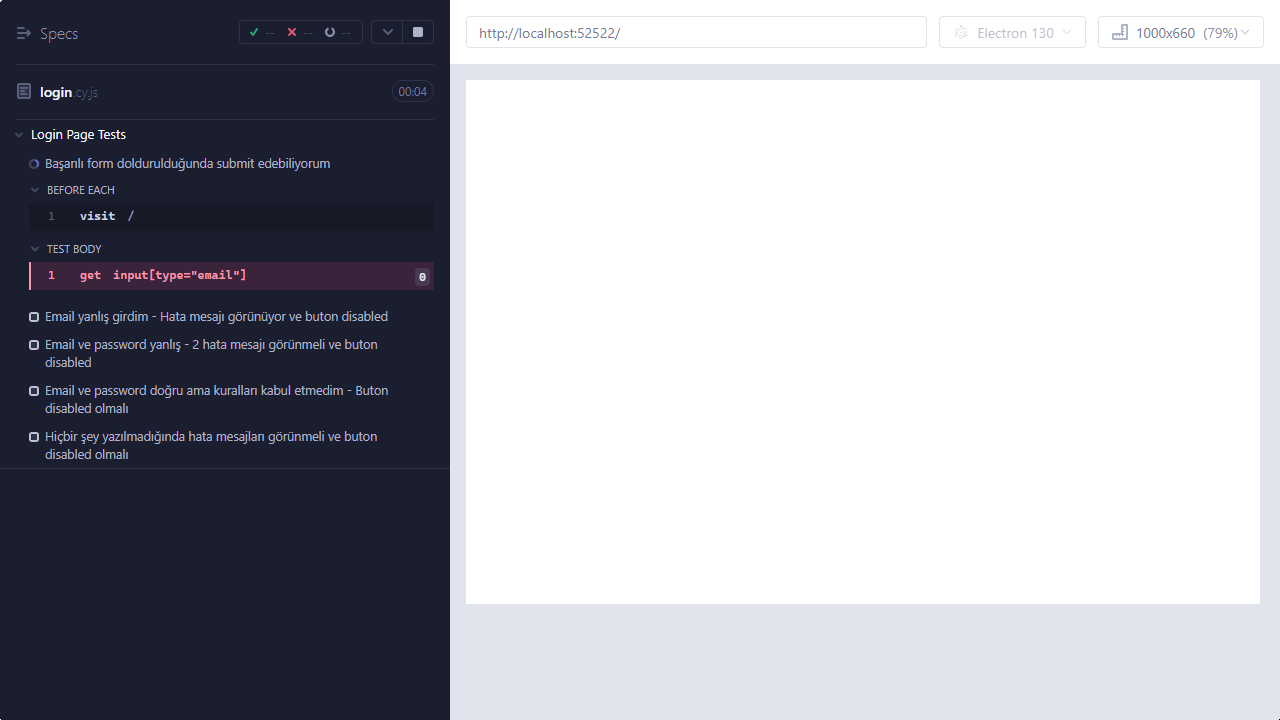 Specs
--
--
--
login.cy.js
00:04
Login Page Tests
Başarılı form doldurulduğunda submit edebiliyorum
BEFORE EACH
1 visit /
TEST BODY
1 get input[type="email"] 0
Email yanlış girdim - Hata mesajı görünüyor ve buton disabled
Email ve password yanlış - 2 hata mesajı görünmeli ve buton
disabled
Email ve password doğru ama kuralları kabul etmedim - Buton
disabled olmalı
Hiçbir şey yazılmadığında hata mesajları görünmeli ve buton
disabled olmalı
http://localhost:52522/
Electron 130
1000x660 (79%)